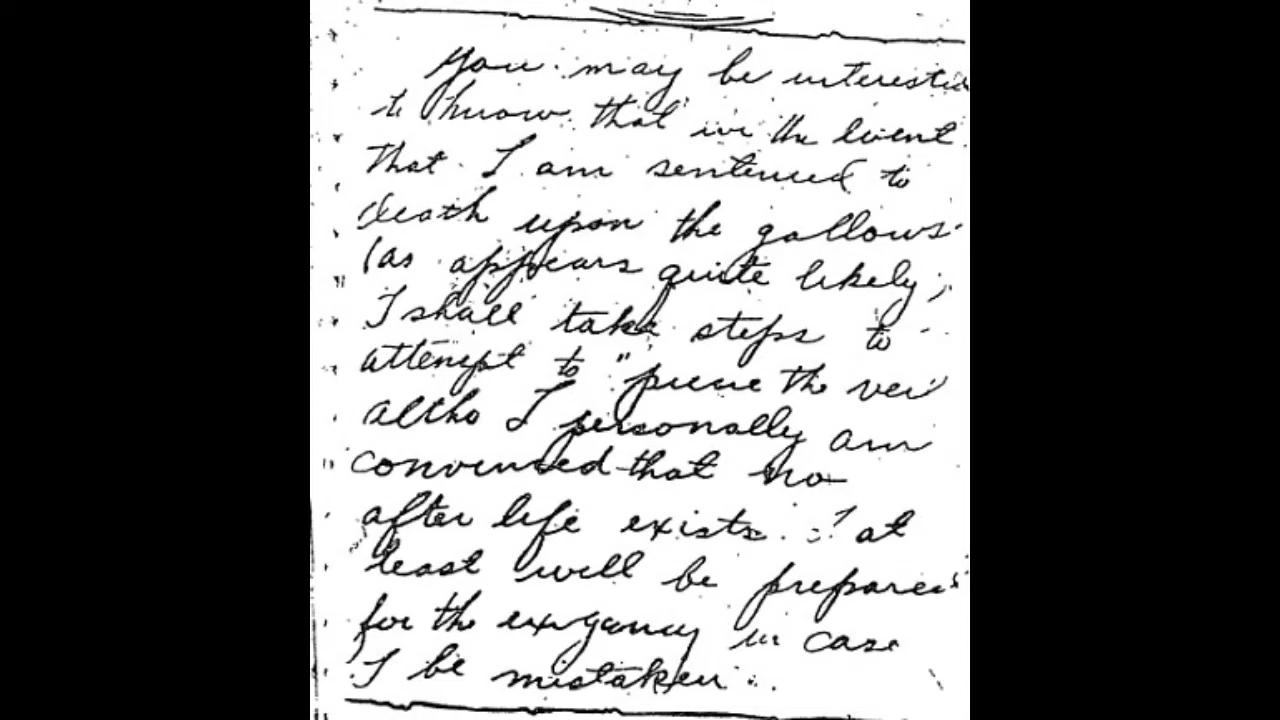 You may be interested
to know that in the event
that I am sentenced to
death upon the gallows
(as appears quite likely)
I shall take steps to
attempt to "pierce the veil
altho I personally am
convinced that no
after life exists. I at
least will be prepared
for the exigancy in case
I be mistaken.